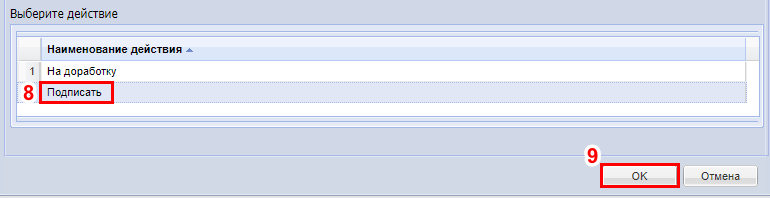 Выберите действие
Наименование действия
1 На доработку
8 Подписать
9
OK Отмена